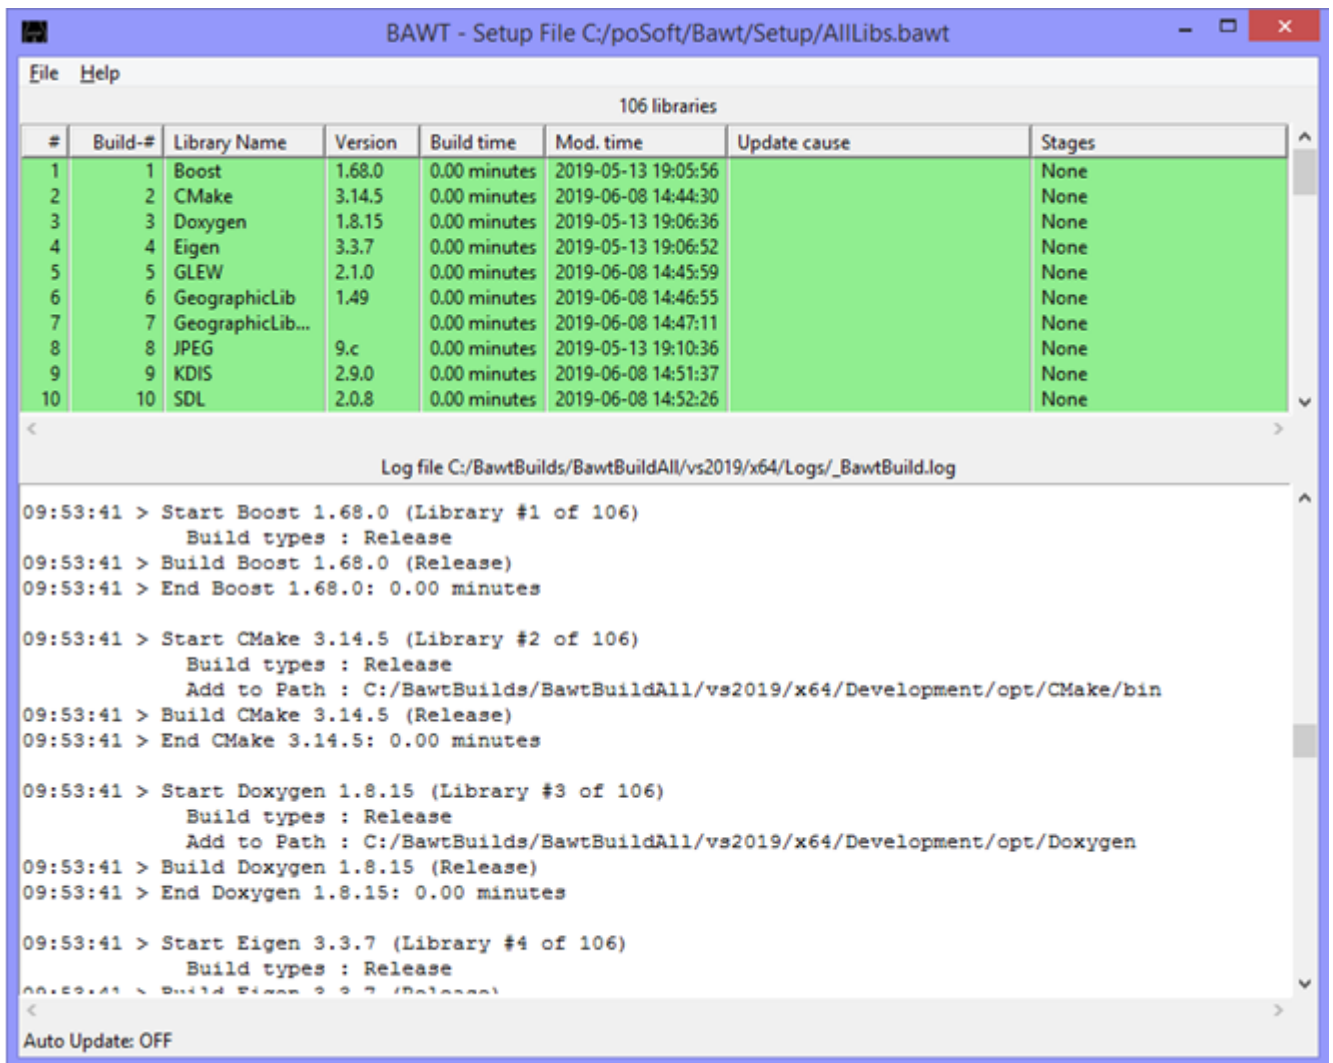 BAWT - Setup File C:/poSoft/Bawt/Setup/AllLibs.bawt
File Help
106 libraries
# Build-# Library Name Version Build time Mod. time Update cause Stages
1 1 Boost 1.68.0 0.00 minutes 2019-05-13 19:05:56 None
2 2 CMake 3.14.5 0.00 minutes 2019-06-08 14:44:30 None
3 3 Doxygen 1.8.15 0.00 minutes 2019-05-13 19:06:36 None
4 4 Eigen 3.3.7 0.00 minutes 2019-05-13 19:06:52 None
5 5 GLEW 2.1.0 0.00 minutes 2019-06-08 14:45:59 None
6 6 GeographicLib 1.49 0.00 minutes 2019-06-08 14:46:55 None
7 7 GeographicLib... 0.00 minutes 2019-06-08 14:47:11 None
8 8 JPEG 9.c 0.00 minutes 2019-05-13 19:10:36 None
9 9 KDIS 2.9.0 0.00 minutes 2019-06-08 14:51:37 None
10 10 SDL 2.0.8 0.00 minutes 2019-06-08 14:52:26 None
Log file C:/BawtBuilds/BawtBuildAll/vs2019/x64/Logs/_BawtBuild.log
09:53:41 > Start Boost 1.68.0 (Library #1 of 106)
Build types : Release
09:53:41 > Build Boost 1.68.0 (Release)
09:53:41 > End Boost 1.68.0: 0.00 minutes
09:53:41 > Start CMake 3.14.5 (Library #2 of 106)
Build types : Release
Add to Path : C:/BawtBuilds/BawtBuildAll/vs2019/x64/Development/opt/CMake/bin
09:53:41 > Build CMake 3.14.5 (Release)
09:53:41 > End CMake 3.14.5: 0.00 minutes
09:53:41 > Start Doxygen 1.8.15 (Library #3 of 106)
Build types : Release
Add to Path : C:/BawtBuilds/BawtBuildAll/vs2019/x64/Development/opt/Doxygen
09:53:41 > Build Doxygen 1.8.15 (Release)
09:53:41 > End Doxygen 1.8.15: 0.00 minutes
09:53:41 > Start Eigen 3.3.7 (Library #4 of 106)
Build types : Release
09:53:41 > Build Eigen 3.3.7 (Release)
Auto Update: OFF